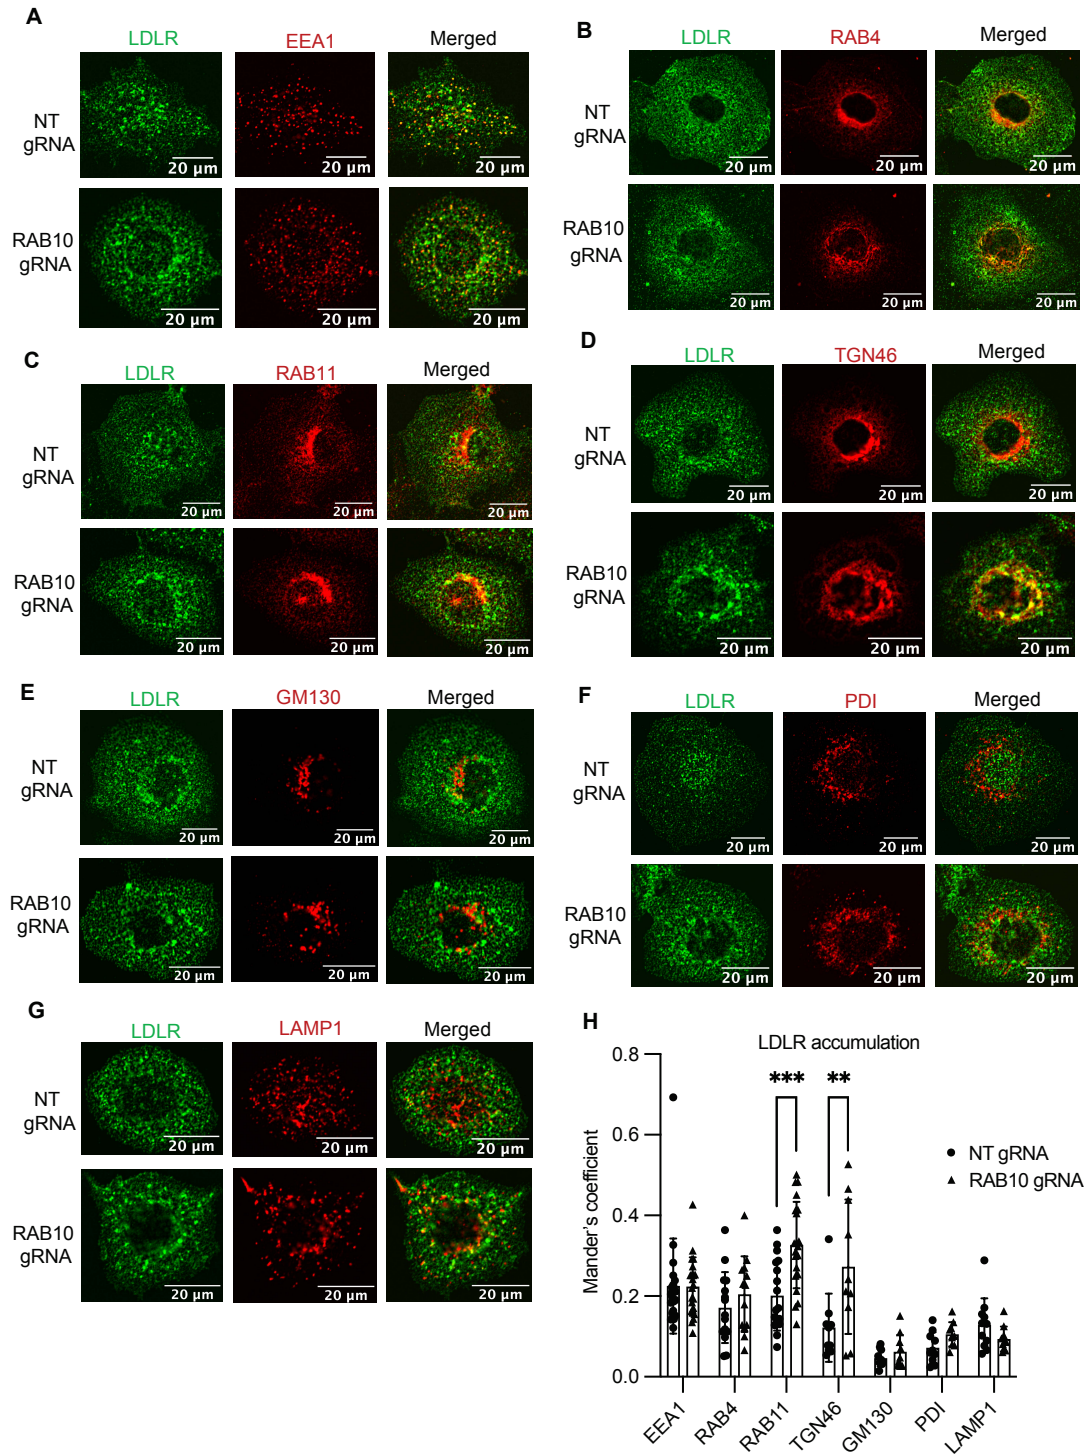 A
LDLR EEA1 Merged
NT
gRNA
20 µm 20 µm 20 µm
RAB10
gRNA
20 µm 20 µm 20 µm
B
LDLR RAB4 Merged
NT
gRNA
20 µm 20 µm 20 µm
RAB10
gRNA
20 µm 20 µm 20 µm
C
LDLR RAB11 Merged
NT
gRNA
20 µm 20 µm 20 µm
RAB10
gRNA
20 µm 20 µm 20 µm
D
LDLR TGN46 Merged
NT
gRNA
20 µm 20 µm 20 µm
RAB10
gRNA
20 µm 20 µm 20 µm
E
LDLR GM130 Merged
NT
gRNA
20 µm 20 µm 20 µm
RAB10
gRNA
20 µm 20 µm 20 µm
F
LDLR PDI Merged
NT
gRNA
20 µm 20 µm 20 µm
RAB10
gRNA
20 µm 20 µm 20 µm
G
LDLR LAMP1 Merged
NT
gRNA
20 µm 20 µm 20 µm
RAB10
gRNA
20 µm 20 µm 20 µm
H
LDLR accumulation
Mander's coefficient
0.8
0.6
0.4
0.2
0.0
*** **
NT gRNA
RAB10 gRNA
EEA1
RAB4
RAB11
TGN46
GM130
PDI
LAMP1